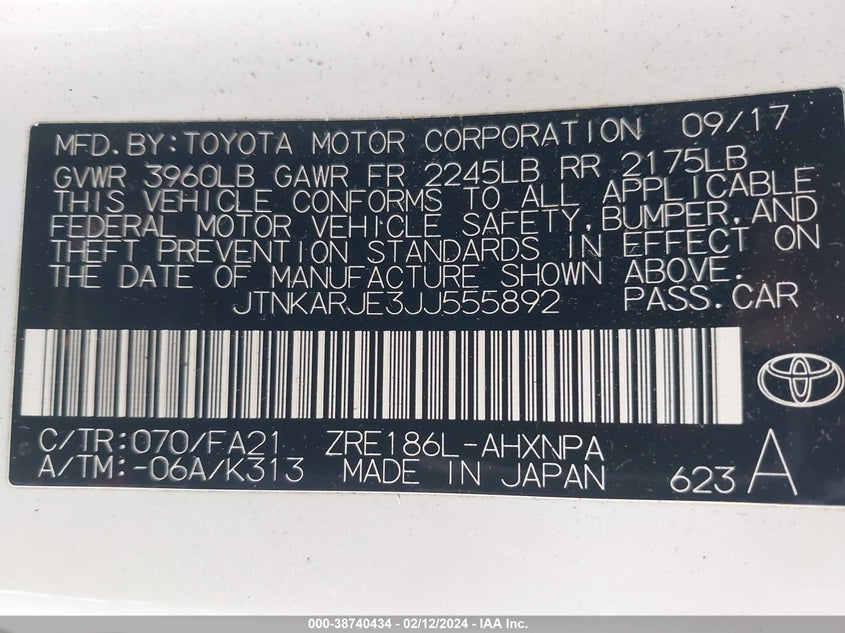 MFD.BY:TOYOTA MOTOR CORPORATION 09/17
GVWR 3960LB GAWR FR 2245LB RR 2175LB
THIS VEHICLE CONFORMS TO ALL APPLICABLE
FEDERAL MOTOR VEHICLE SAFETY,BUMPER,AND
THEFT PREVENTION STANDARDS IN EFFECT ON
THE DATE OF MANUFACTURE SHOWN ABOVE.
JTNKARJE3JJ555892 PASS.CAR
C/TR:070/FA21 ZRE186L-AHXNPA
A/TM:-06A/K313 MADE IN JAPAN 623 A
000-38740434 - 02/12/2024 - IAA Inc.